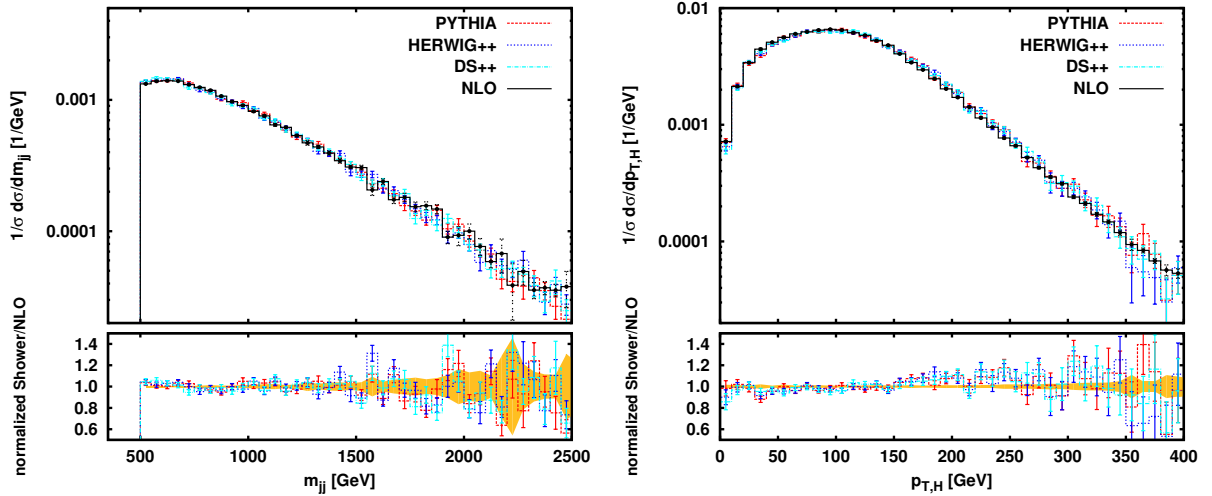 1/σ dσ/dm_jj [1/GeV]
0.001
0.0001
PYTHIA
HERWIG++
DS++
NLO
normalized Shower/NLO
1.4
1.2
1.0
0.8
0.6
500
1000
1500
2000
2500
m_jj [GeV]
1/σ dσ/dp_T,H [1/GeV]
0.01
0.001
0.0001
PYTHIA
HERWIG++
DS++
NLO
normalized Shower/NLO
1.4
1.2
1.0
0.8
0.6
0
50
100
150
200
250
300
350
400
p_T,H [GeV]